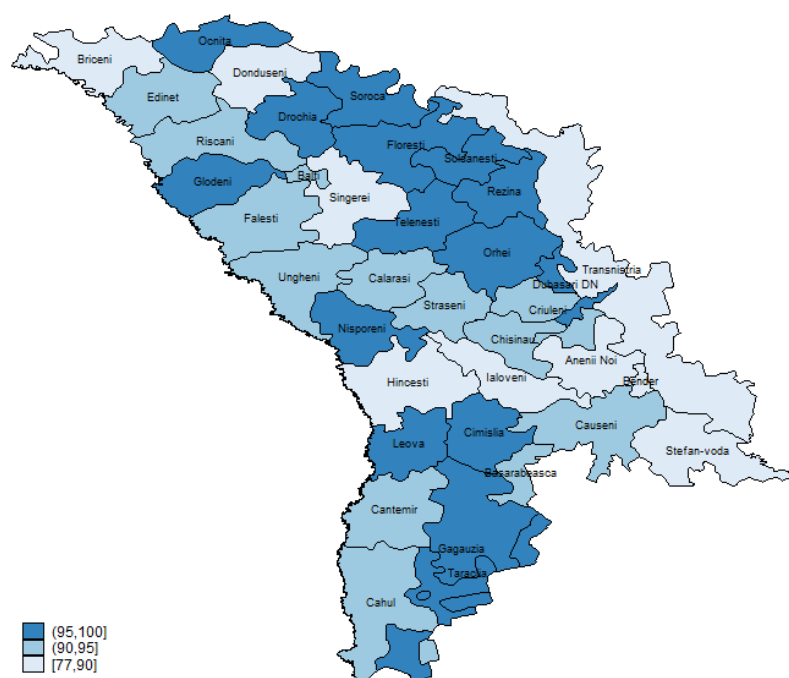 Ocnita
Briceni
Donduseni
Edinet
Soroca
Drochia
Riscani
Floresti
Soldanesti
Balti
Glodeni
Singerei
Rezina
Falesti
Telenesti
Orhei
Ungheni
Calarasi
Transnistria
Dubasari DN
Straseni
Criuleni
Nisporeni
Chisinau
Anenii Noi
Hincesti
Ialoveni
Bender
Causeni
Cimislia
Leova
Stefan-voda
Basarabeasca
Cantemir
Gagauzia
Taraclia
Cahul
(95,100]
(90,95]
[77,90]